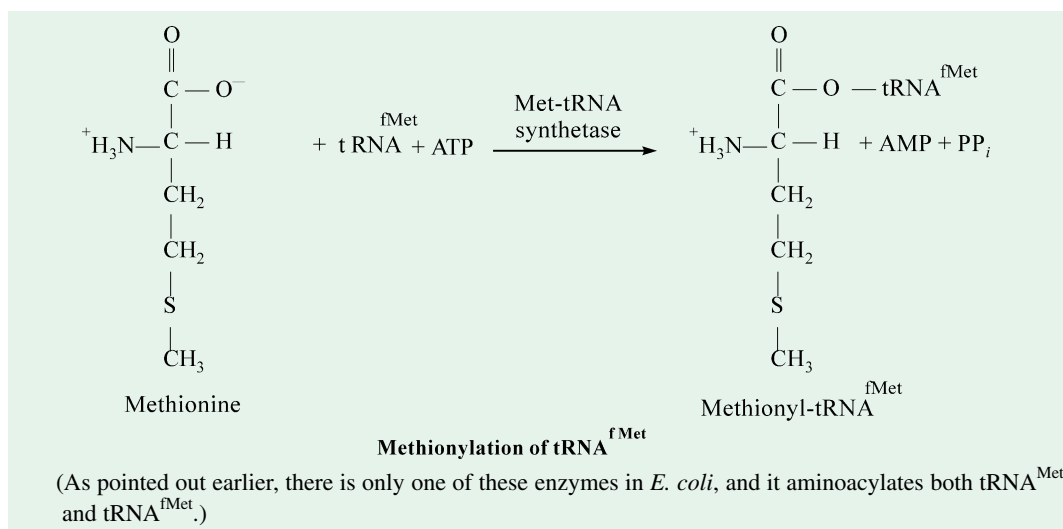 O O
C — O⁻ C — O — tRNA^fMet
Met-tRNA
synthetase
⁺H₃N—C—H + t RNA^fMet + ATP ⁺H₃N—C—H + AMP + PPᵢ
CH₂ CH₂
CH₂ CH₂
S S
CH₃ CH₃
Methionine Methionyl-tRNA^fMet
Methionylation of tRNA^f Met
(As pointed out earlier, there is only one of these enzymes in E. coli, and it aminoacylates both tRNA^Met
and tRNA^fMet.)